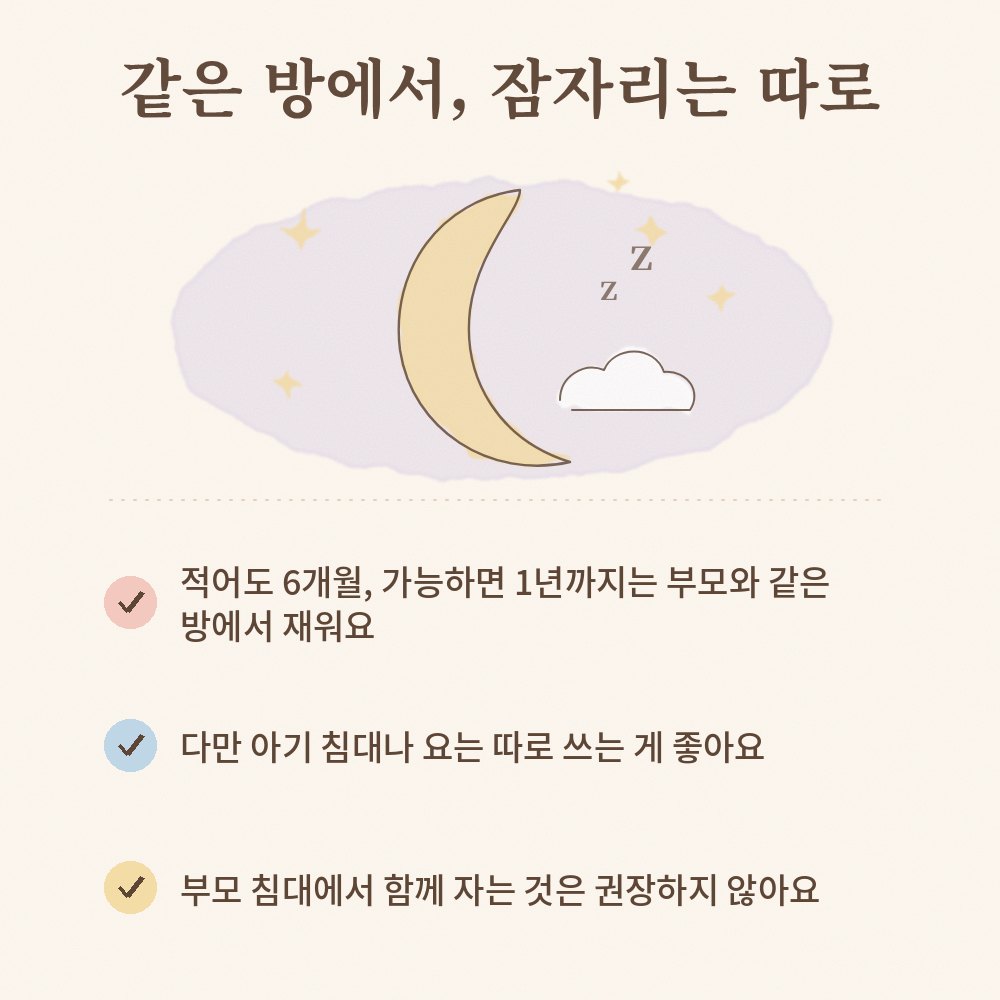 같은 방에서, 잠자리는 따로
Z
z
적어도 6개월, 가능하면 1년까지는 부모와 같은
방에서 재워요
다만 아기 침대나 요는 따로 쓰는 게 좋아요
부모 침대에서 함께 자는 것은 권장하지 않아요